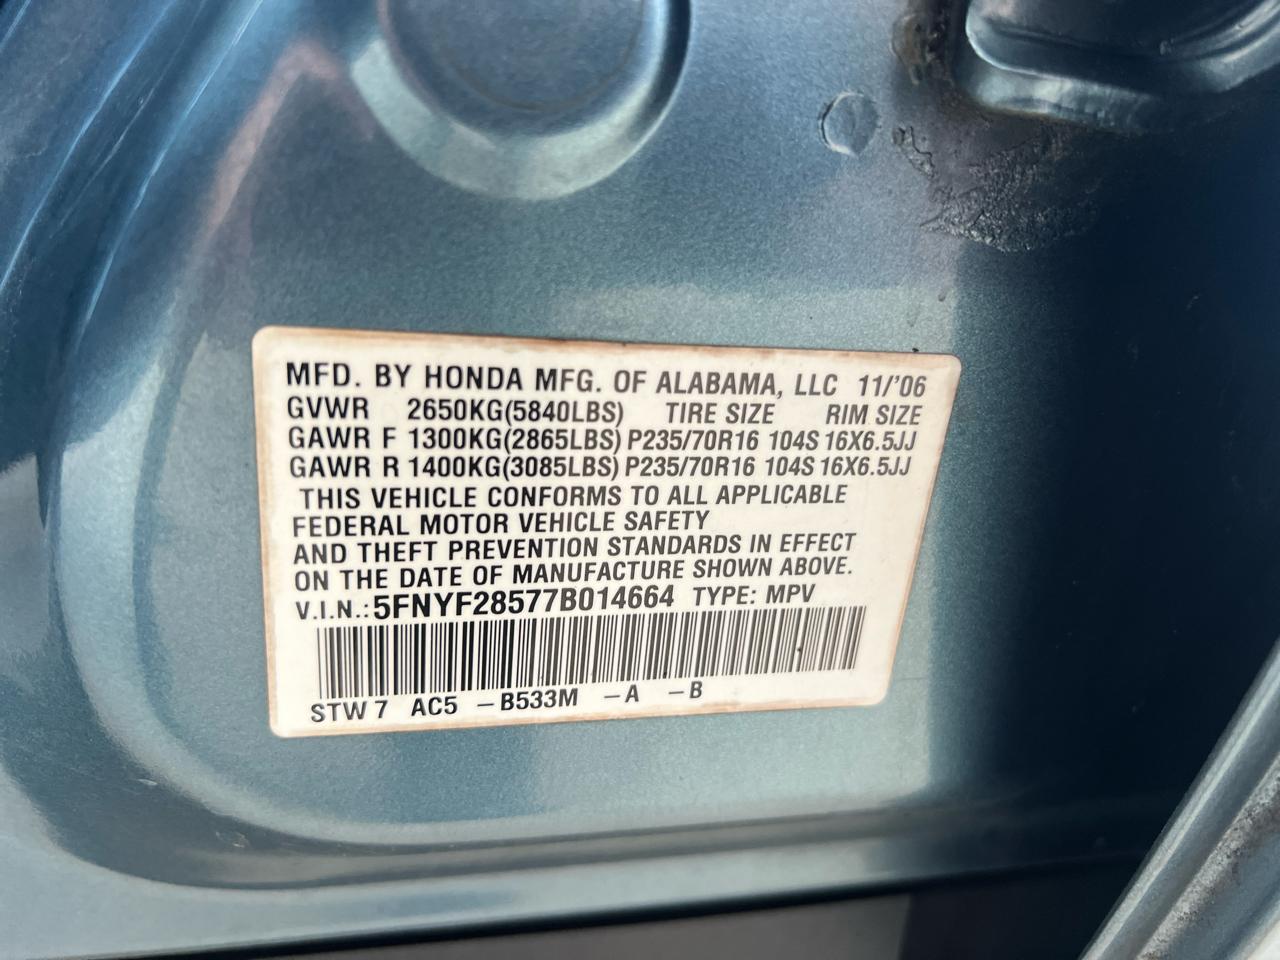 MFD. BY HONDA MFG. OF ALABAMA, LLC 11/'06
GVWR 2650KG(5840LBS) TIRE SIZE RIM SIZE
GAWR F 1300KG(2865LBS) P235/70R16 104S 16X6.5JJ
GAWR R 1400KG(3085LBS) P235/70R16 104S 16X6.5JJ
THIS VEHICLE CONFORMS TO ALL APPLICABLE
FEDERAL MOTOR VEHICLE SAFETY
AND THEFT PREVENTION STANDARDS IN EFFECT
ON THE DATE OF MANUFACTURE SHOWN ABOVE.
V.I.N.: 5FNYF28577B014664 TYPE: MPV
STW7 AC5 –B533M –A –B